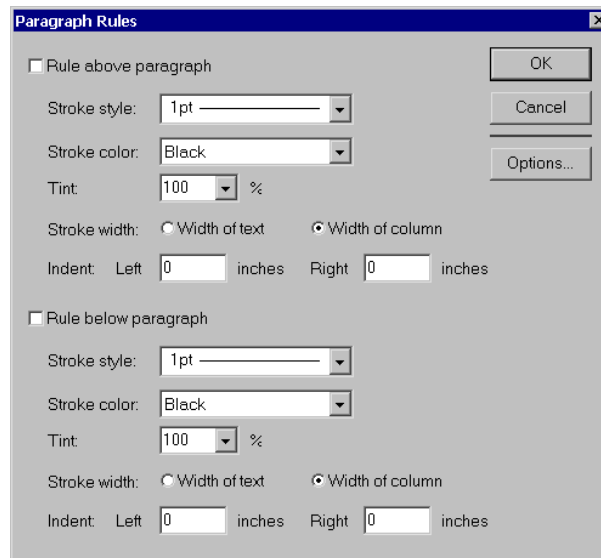 Paragraph Rules
Rule above paragraph
OK
Stroke style: 1pt
Cancel
Stroke color: Black
Options...
Tint: 100 %
Stroke width: Width of text Width of column
Indent: Left 0 inches Right 0 inches
Rule below paragraph
Stroke style: 1pt
Stroke color: Black
Tint: 100 %
Stroke width: Width of text Width of column
Indent: Left 0 inches Right 0 inches